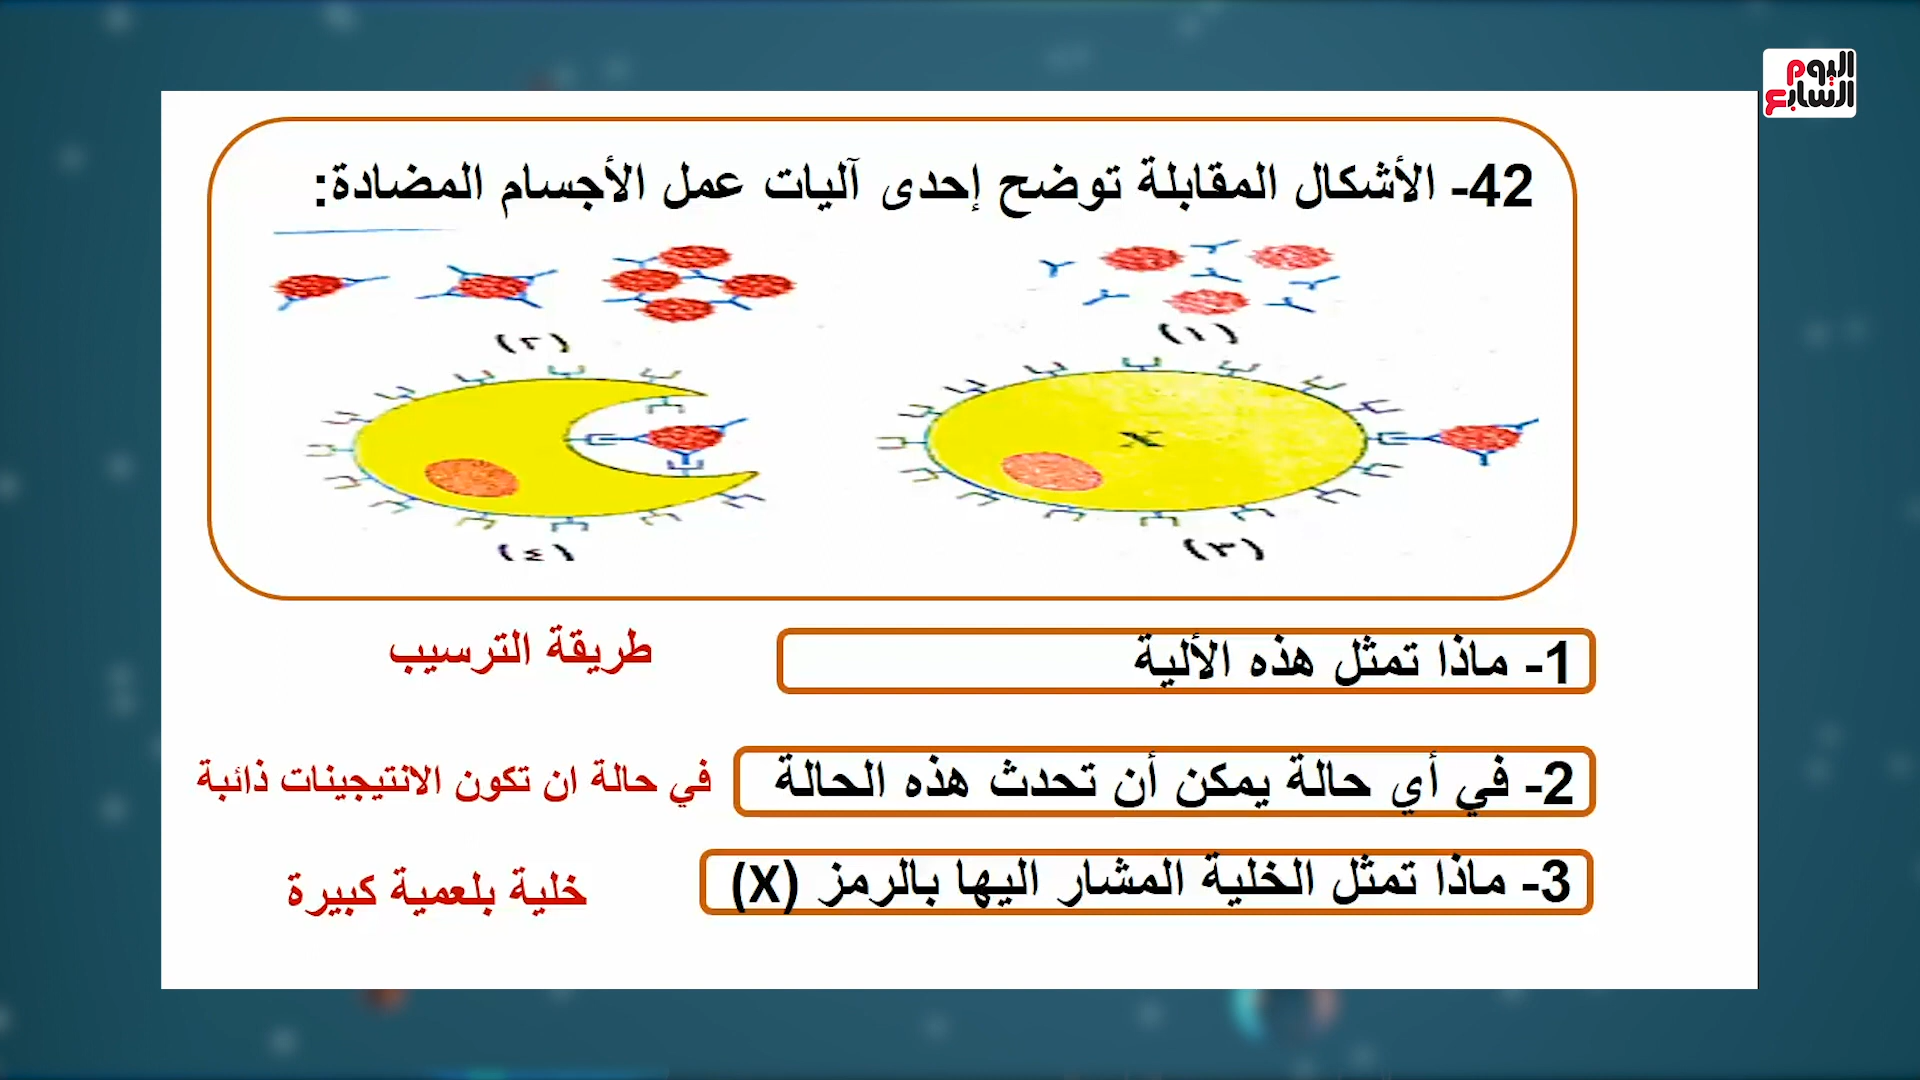 اليوم
السابع
42- الأشكال المقابلة توضح إحدى آليات عمل الأجسام المضادة:
(١)
(٢)
x
(٣)
(٤)
1- ماذا تمثل هذه الألية
طريقة الترسيب
2- في أي حالة يمكن أن تحدث هذه الحالة
في حالة ان تكون الانتيجينات ذائبة
3- ماذا تمثل الخلية المشار اليها بالرمز (X)
خلية بلعمية كبيرة